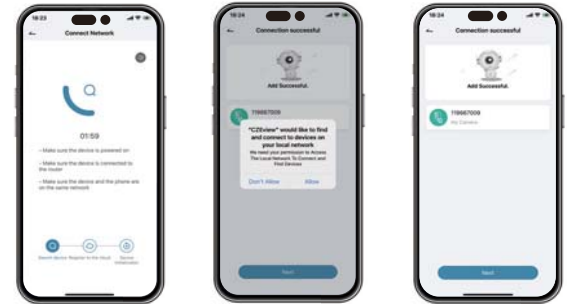 18:23
Connect Network
01:59
- Make sure the device is powered on
- Make sure the device is connected to
the router
- Make sure the device and the phone are
on the same network
Search device Register to the cloud Device
Initialization
18:24
Connection successful
Add Successful.
119667009
"CZEview" would like to find
and connect to devices on
your local network
We need your permission to Access
The Local Network To Connect and
Find Devices
Don't Allow Allow
Next
18:24
Connection successful
Add Successful.
119667009
My Camera
Next